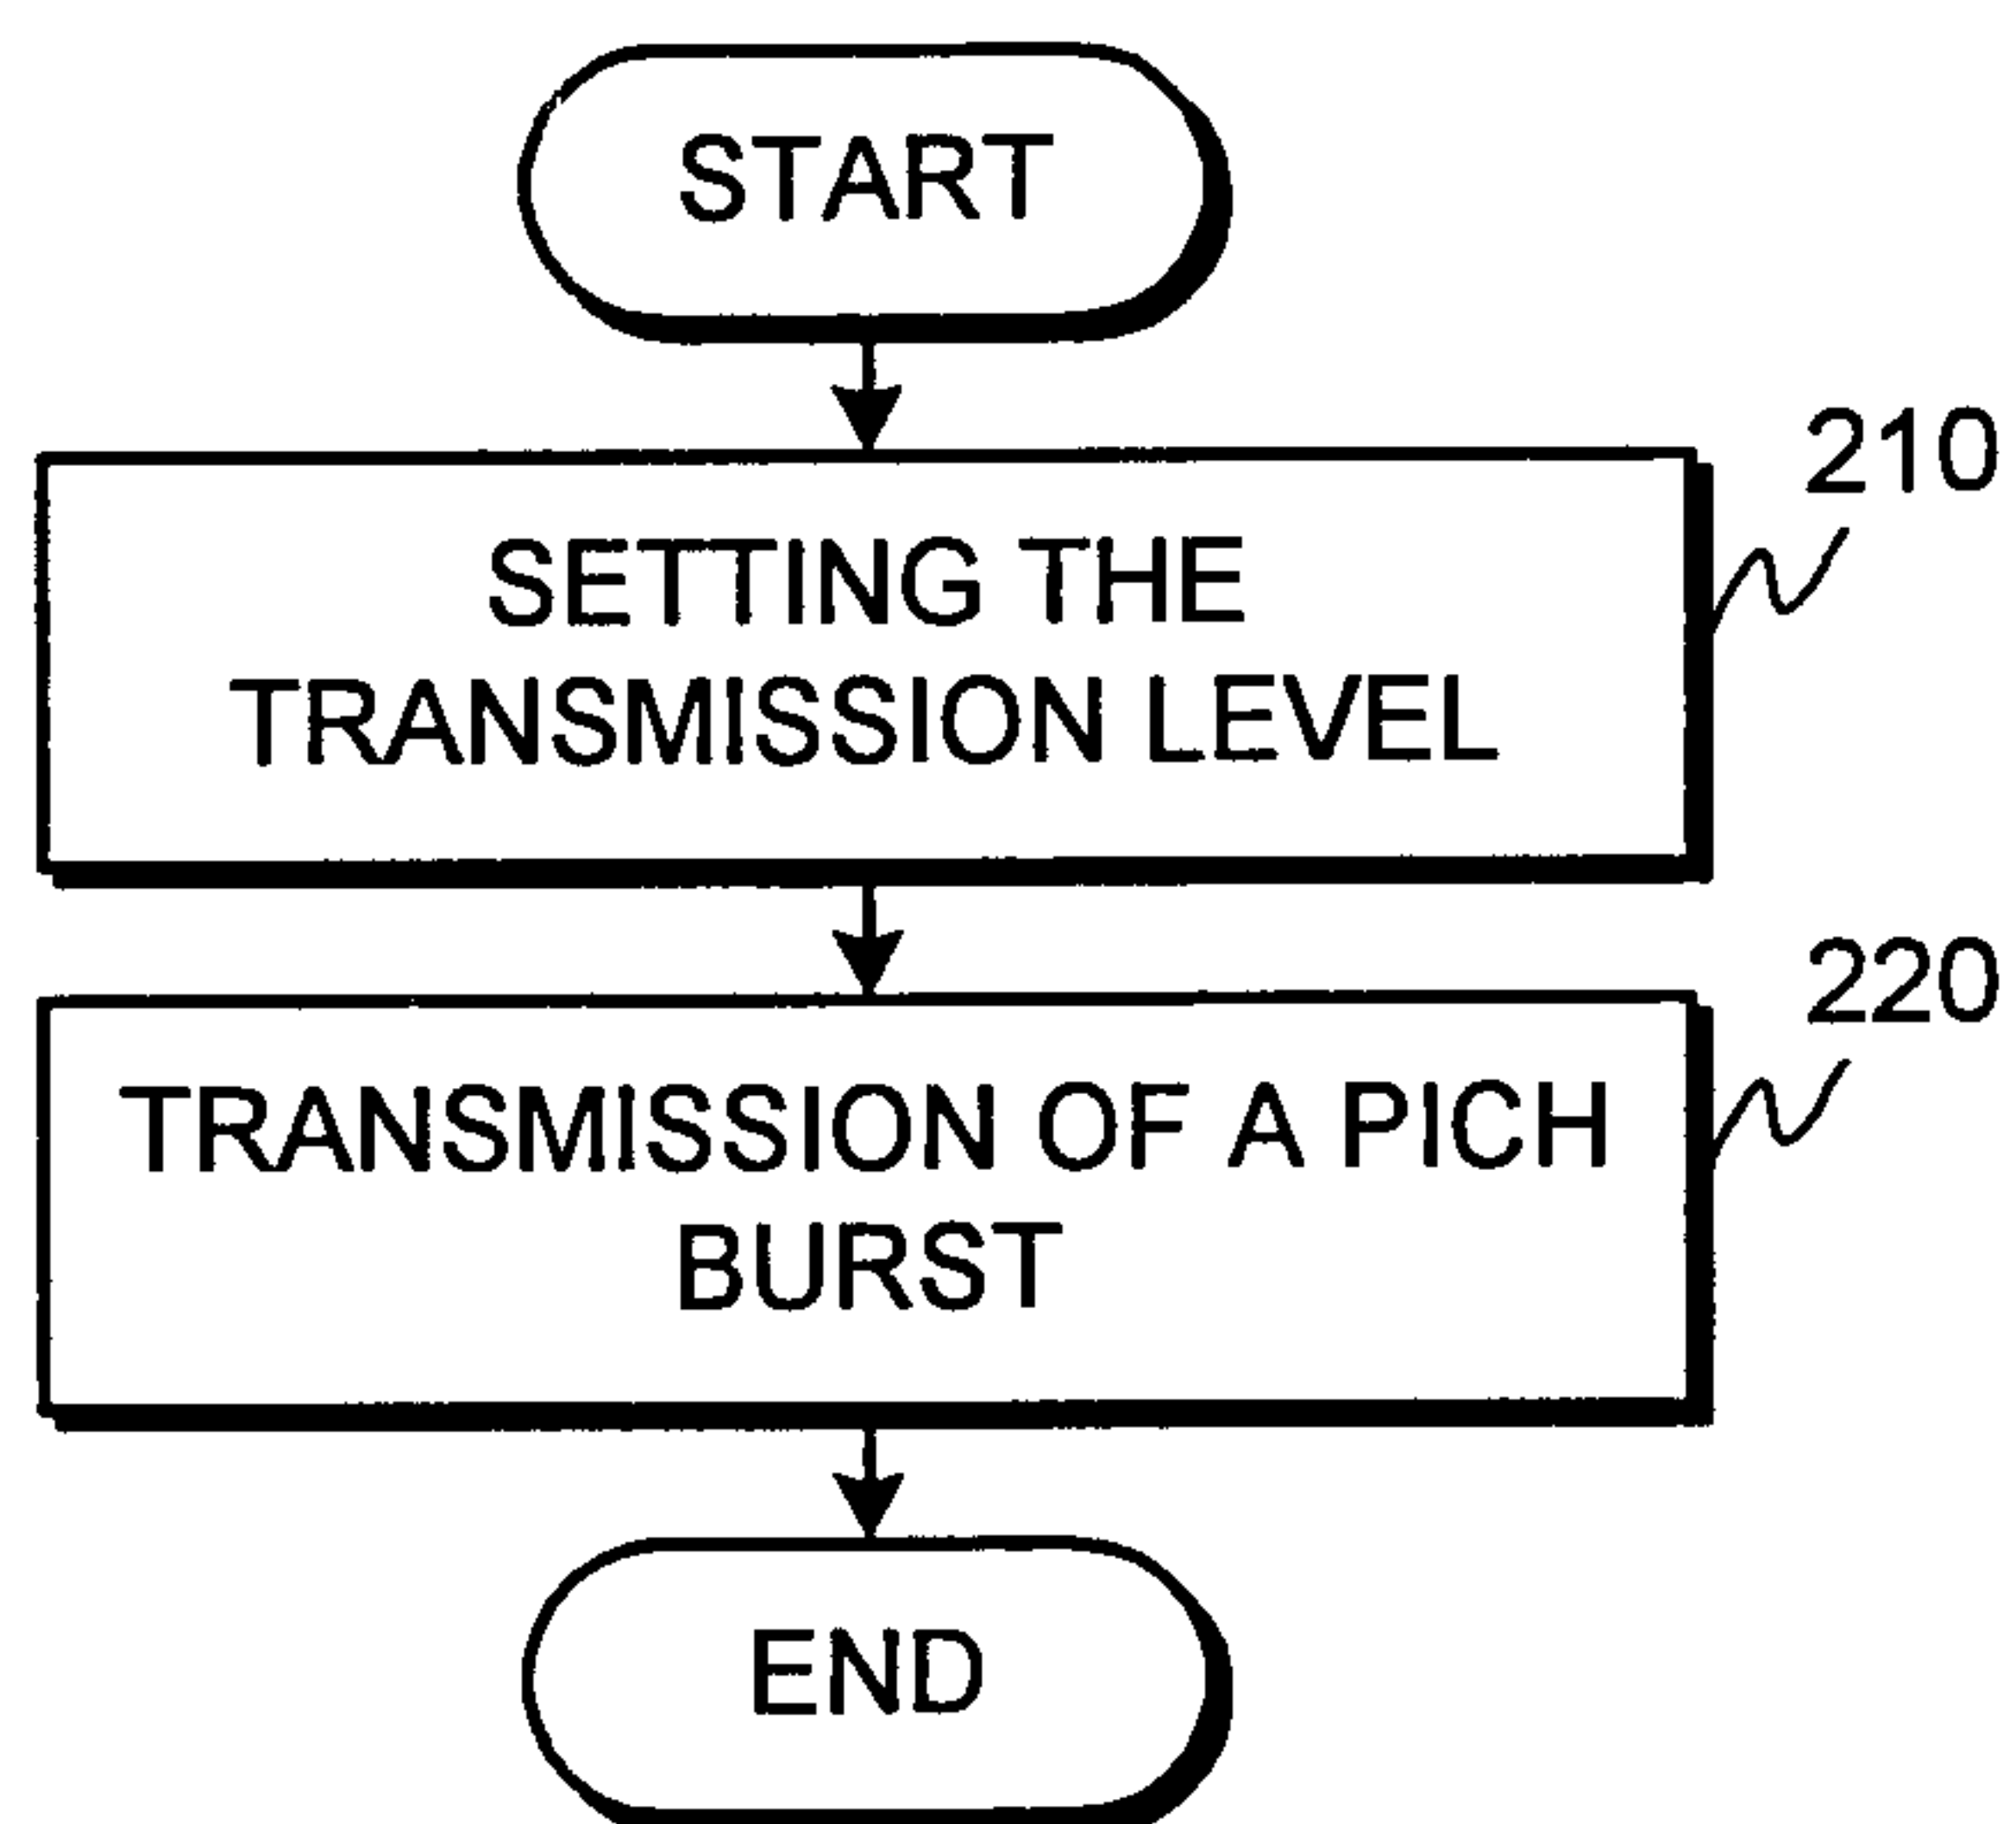 START
210
SETTING THE
TRANSMISSION LEVEL
220
TRANSMISSION OF A PICH
BURST
END